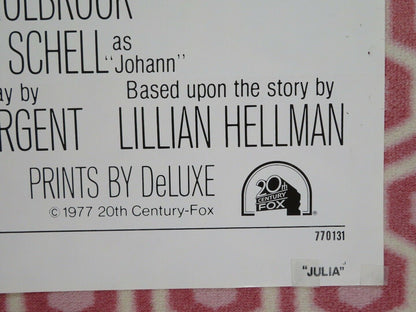 OLBROOK
SCHELL as "Johann"
ay by Based upon the story by
RGENT LILLIAN HELLMAN
PRINTS BY DeLUXE
© 1977 20th Century-Fox
20th
CENTURY
FOX
®
770131
"JULIA"